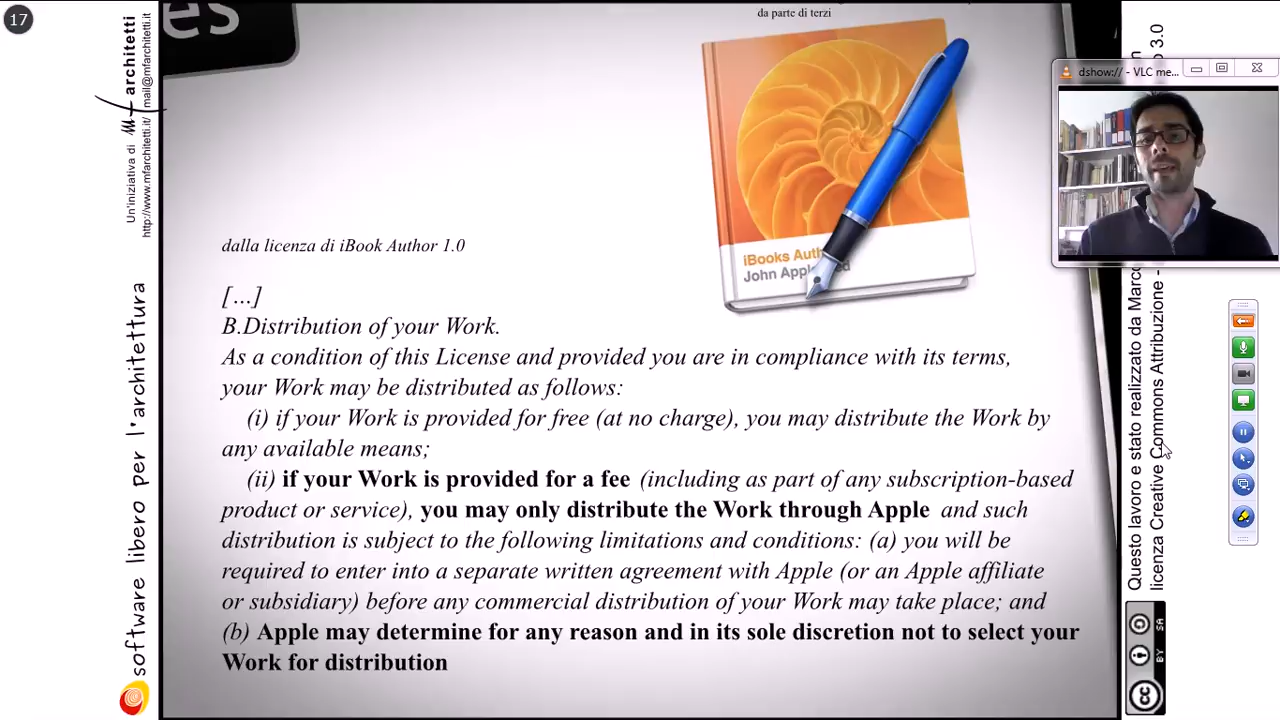 17
Un'iniziativa di architetti
http://www.mfarchitetti.it/ mail@mfarchitetti.it
software libero per l'architettura
es
da parte di terzi
iBooks Auth
John Appl ed
dshow:// - VLC me...
dalla licenza di iBook Author 1.0
[...]
B.Distribution of your Work.
As a condition of this License and provided you are in compliance with its terms,
your Work may be distributed as follows:
(i) if your Work is provided for free (at no charge), you may distribute the Work by
any available means;
(ii) if your Work is provided for a fee (including as part of any subscription-based
product or service), you may only distribute the Work through Apple and such
distribution is subject to the following limitations and conditions: (a) you will be
required to enter into a separate written agreement with Apple (or an Apple affiliate
or subsidiary) before any commercial distribution of your Work may take place; and
(b) Apple may determine for any reason and in its sole discretion not to select your
Work for distribution
Questo lavoro e stato realizzato da Marco
licenza Creative Commons Attribuzione - 3.0
cc BY SA